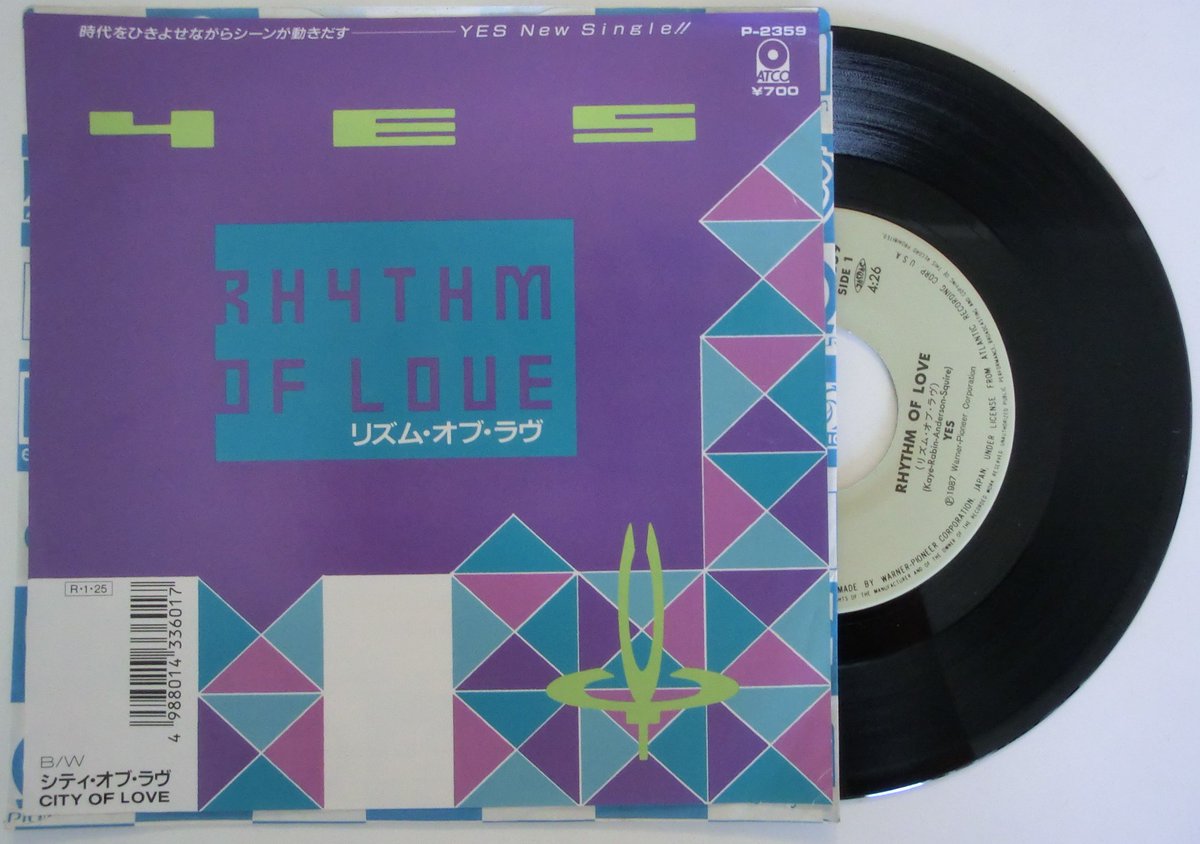 時代をひきよせながらシーンが動きだす — YES New Single!!
P-2359
ATCO
¥700
YES
RHYTHM
OF LOVE
リズム・オブ・ラヴ
R・1・25
4 988014 336017
B/W
シティ・オブ・ラヴ
CITY OF LOVE
SIDE 1
4:26
RHYTHM OF LOVE
(リズム・オブ・ラヴ)
(Kaye-Rabin-Anderson-Squire)
YES
Ⓟ1987 Warner-Pioneer Corporation
MADE BY WARNER-PIONEER CORPORATION, JAPAN, UNDER LICENSE FROM ATLANTIC RECORDING CORP U.S.A